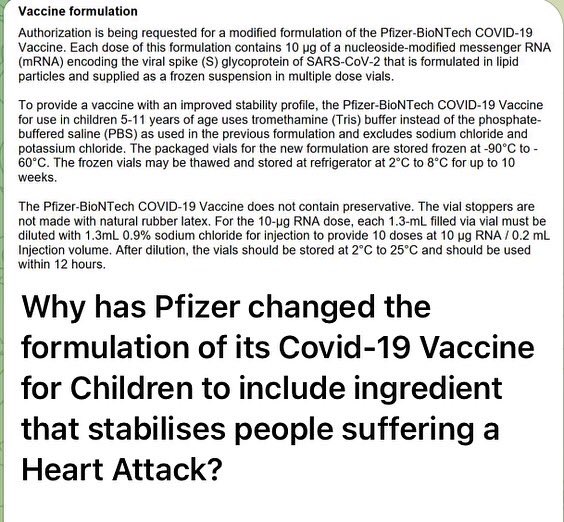 Vaccine formulation
Authorization is being requested for a modified formulation of the Pfizer-BioNTech COVID-19
Vaccine. Each dose of this formulation contains 10 μg of a nucleoside-modified messenger RNA
(mRNA) encoding the viral spike (S) glycoprotein of SARS-CoV-2 that is formulated in lipid
particles and supplied as a frozen suspension in multiple dose vials.
To provide a vaccine with an improved stability profile, the Pfizer-BioNTech COVID-19 Vaccine
for use in children 5-11 years of age uses tromethamine (Tris) buffer instead of the phosphate-
buffered saline (PBS) as used in the previous formulation and excludes sodium chloride and
potassium chloride. The packaged vials for the new formulation are stored frozen at -90°C to -
60°C. The frozen vials may be thawed and stored at refrigerator at 2°C to 8°C for up to 10
weeks.
The Pfizer-BioNTech COVID-19 Vaccine does not contain preservative. The vial stoppers are
not made with natural rubber latex. For the 10-μg RNA dose, each 1.3-mL filled via vial must be
diluted with 1.3mL 0.9% sodium chloride for injection to provide 10 doses at 10 μg RNA / 0.2 mL
Injection volume. After dilution, the vials should be stored at 2°C to 25°C and should be used
within 12 hours.
Why has Pfizer changed the
formulation of its Covid-19 Vaccine
for Children to include ingredient
that stabilises people suffering a
Heart Attack?